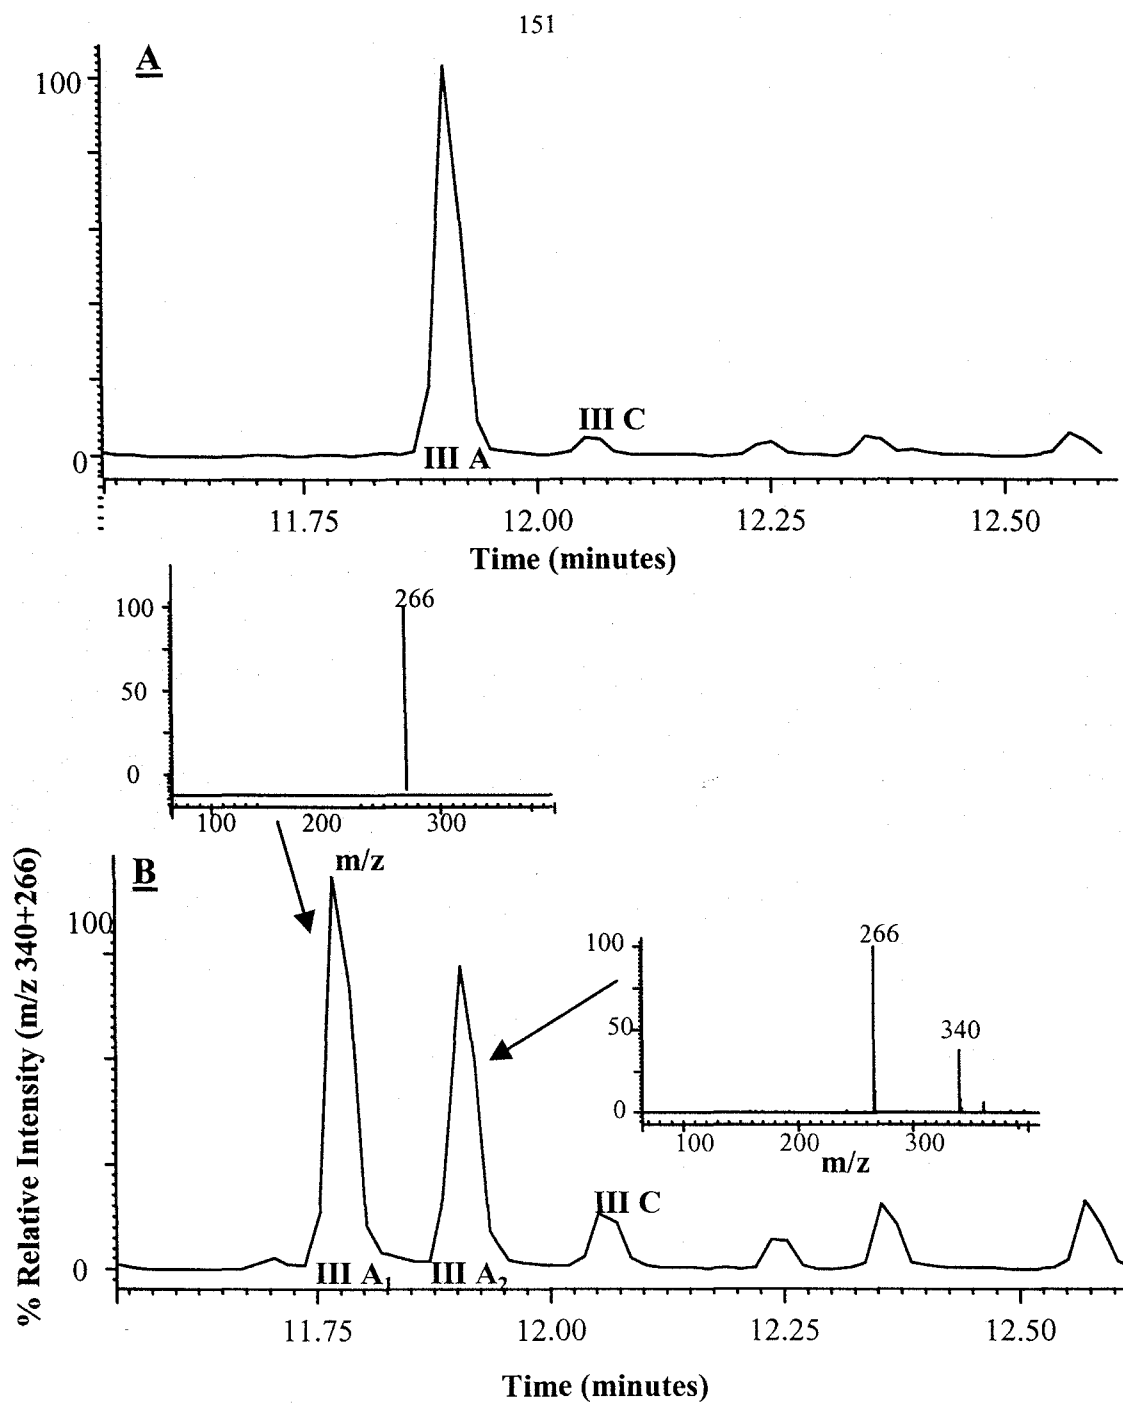 151
A
100
III C
0
III A
11.75 12.00 12.25 12.50
Time (minutes)
266
100
50
0
100 200 300
m/z
B
% Relative Intensity (m/z 340+266)
100
266
100
340
50
0
100 200 300
m/z
III C
0
III A₁ III A₂
11.75 12.00 12.25 12.50
Time (minutes)